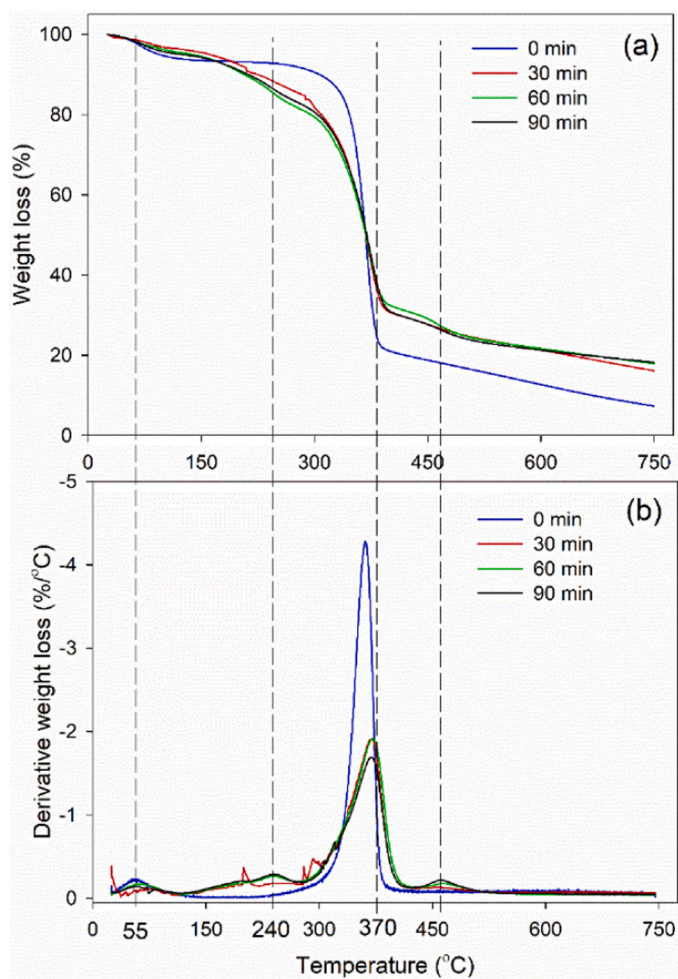 (a)
0 min
30 min
60 min
90 min
Weight loss (%)
100
80
60
40
20
0
0 150 300 450 600 750
(b)
0 min
30 min
60 min
90 min
Derivative weight loss (%/°C)
-5
-4
-3
-2
-1
0
0 55 150 240 300 370 450 600 750
Temperature (°C)